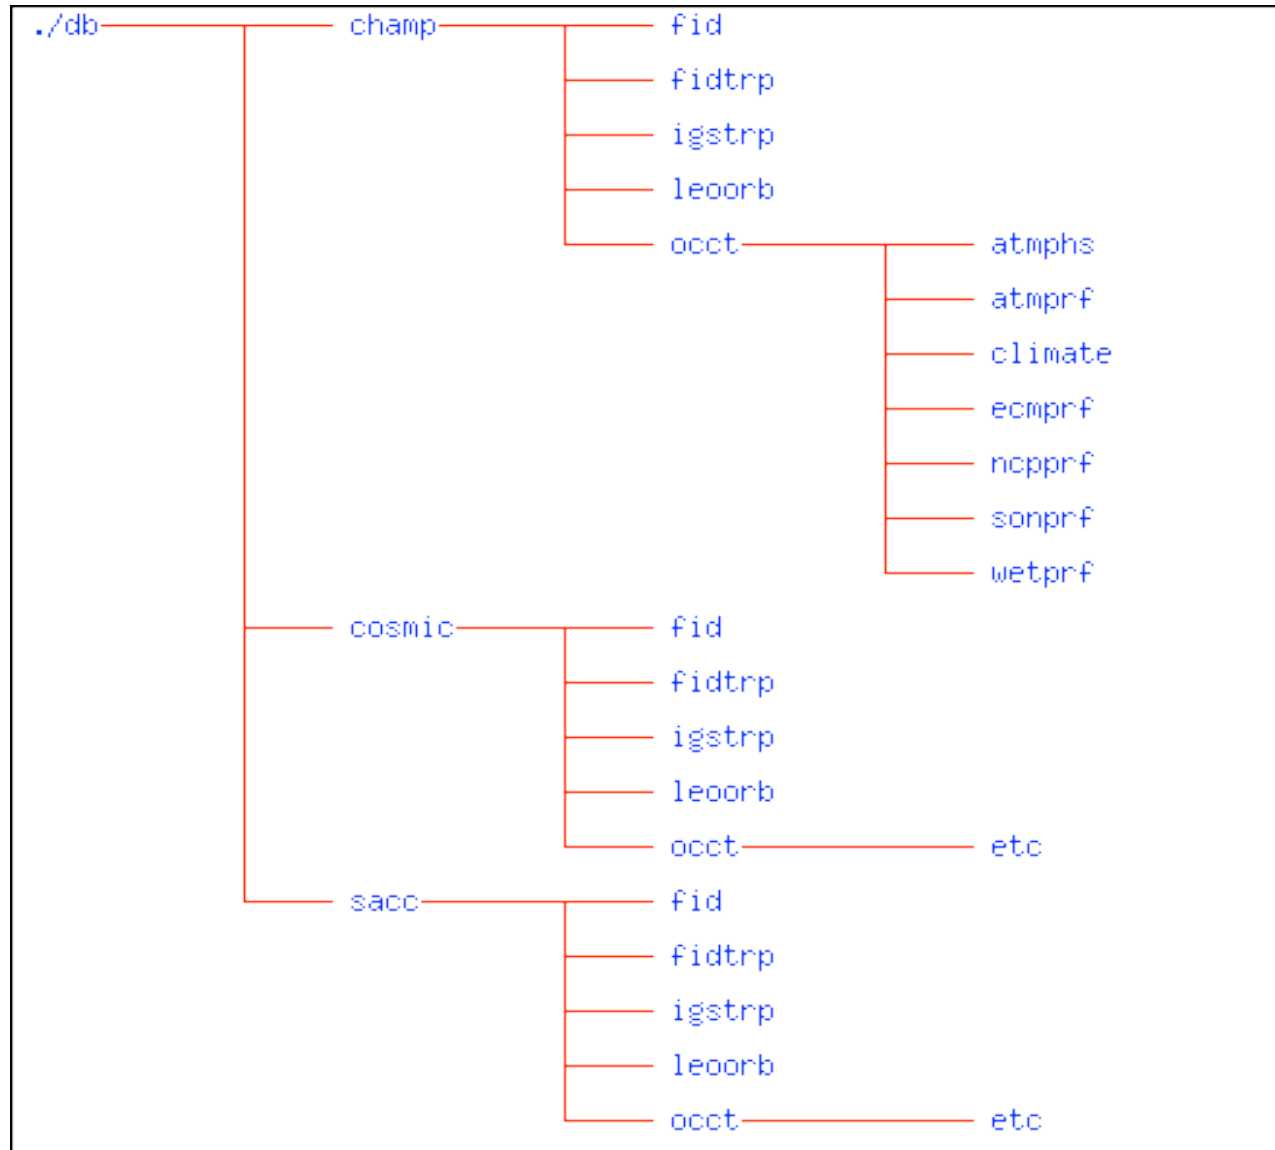 ./db champ fid
fidtrp
igstrp
leoorb
occt atmphs
atmprf
climate
ecmprf
ncpprf
sonprf
wetprf
cosmic fid
fidtrp
igstrp
leoorb
occt etc
sacc fid
fidtrp
igstrp
leoorb
occt etc